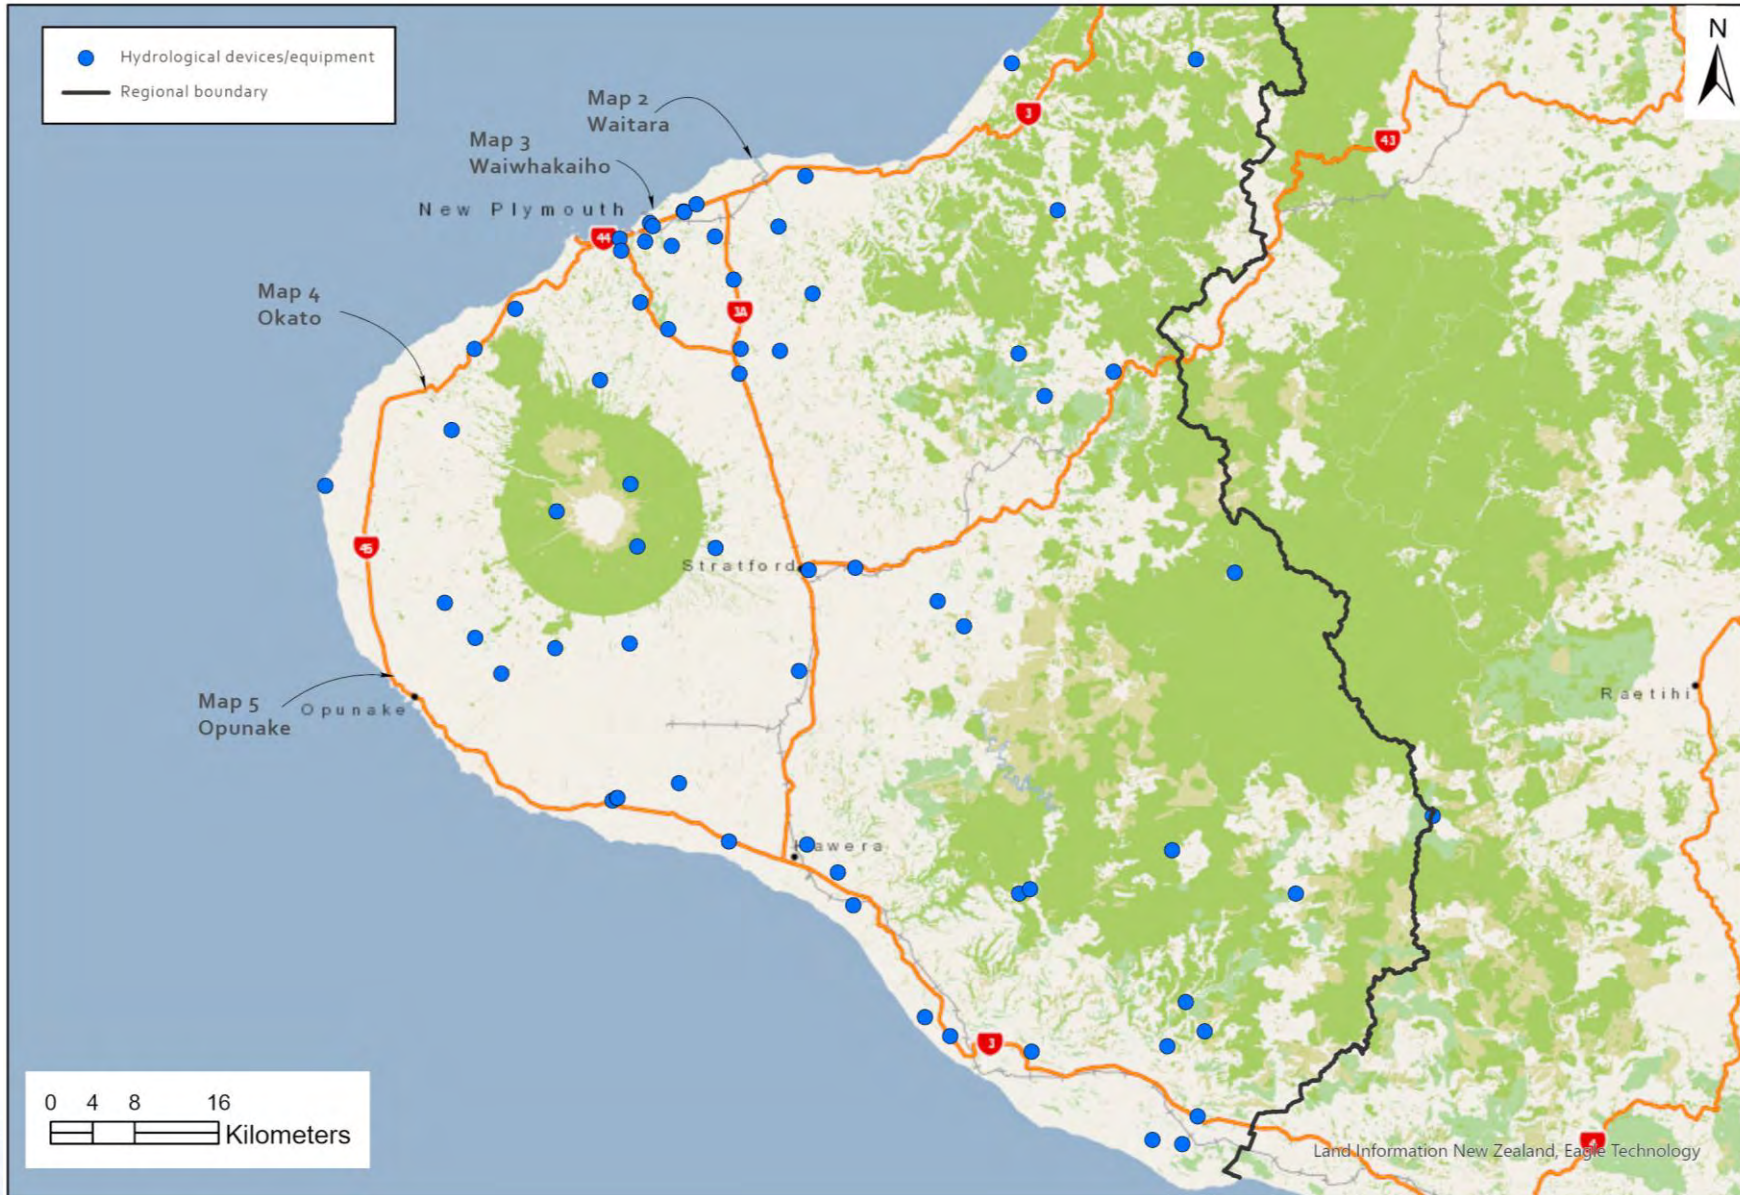 Hydrological devices/equipment
Regional boundary
N
Map 2
Waitara
Map 3
Waiwhakaiho
New Plymouth
44
3
43
3A
Map 4
Okato
45
Stratford
Map 5
Opunake
Opunake
Raetihi
Hawera
3
4
0 4 8 16
Kilometers
Land Information New Zealand, Eagle Technology